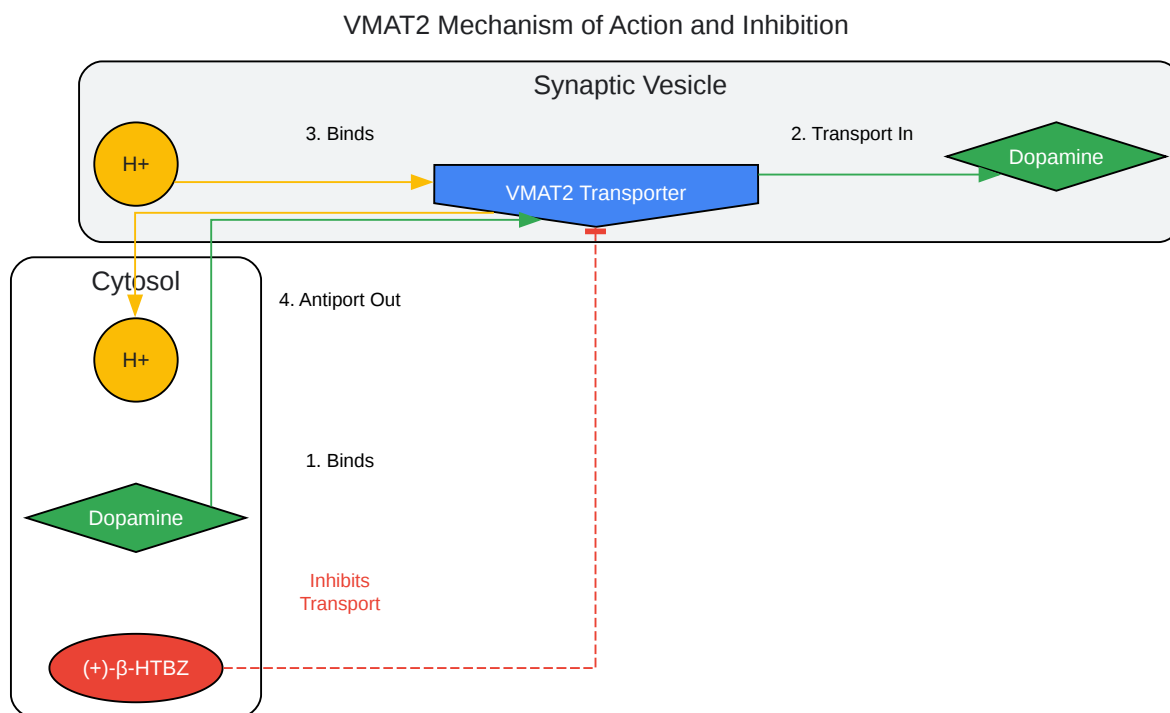 VMAT2 Mechanism of Action and Inhibition
Synaptic Vesicle
H+
3. Binds
2. Transport In
Dopamine
VMAT2 Transporter
Cytosol
4. Antiport Out
H+
1. Binds
Dopamine
Inhibits
Transport
(+)-β-HTBZ